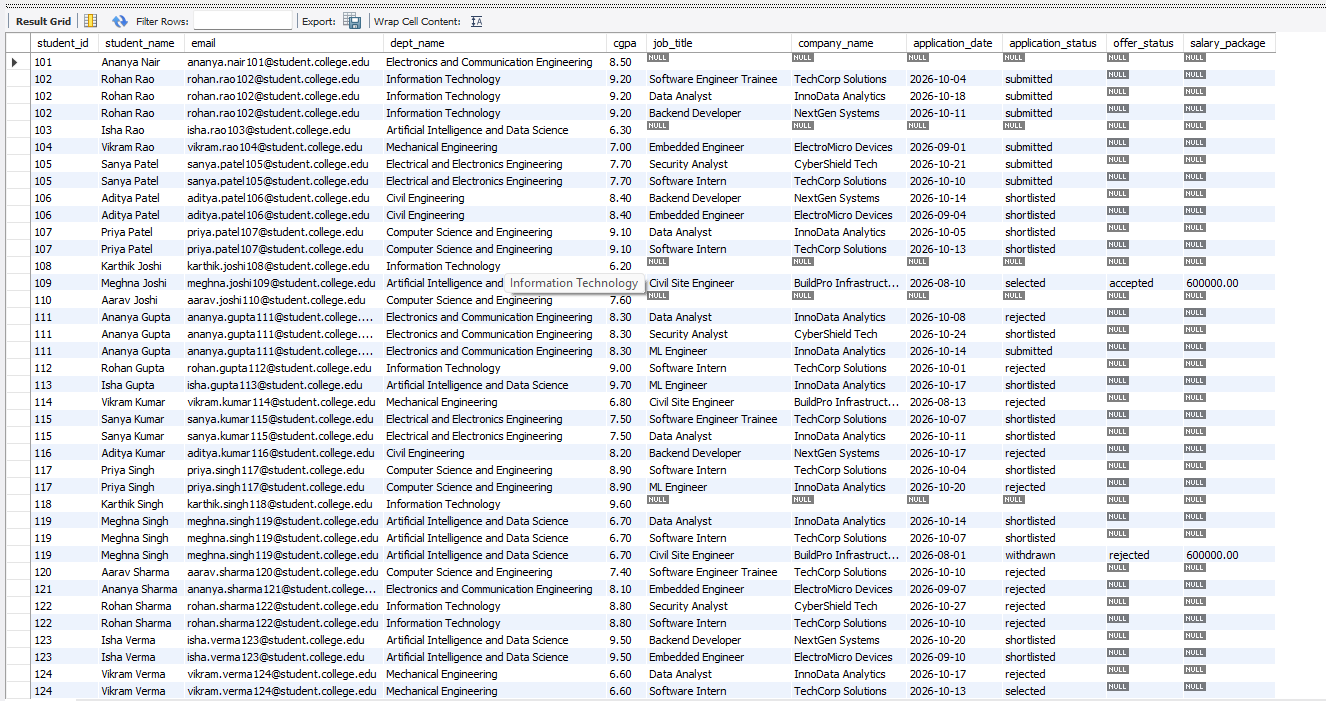 Result Grid Filter Rows: Export: Wrap Cell Content: IA
student_id student_name email dept_name cgpa job_title company_name application_date application_status offer_status salary_package
101 Ananya Nair ananya.nair101@student.college.edu Electronics and Communication Engineering 8.50 NULL NULL NULL NULL NULL NULL
102 Rohan Rao rohan.rao102@student.college.edu Information Technology 9.20 Software Engineer Trainee TechCorp Solutions 2026-10-04 submitted NULL NULL
102 Rohan Rao rohan.rao102@student.college.edu Information Technology 9.20 Data Analyst InnoData Analytics 2026-10-18 submitted NULL NULL
102 Rohan Rao rohan.rao102@student.college.edu Information Technology 9.20 Backend Developer NextGen Systems 2026-10-11 submitted NULL NULL
103 Isha Rao isha.rao103@student.college.edu Artificial Intelligence and Data Science 6.30 NULL NULL NULL NULL NULL NULL
104 Vikram Rao vikram.rao104@student.college.edu Mechanical Engineering 7.00 Embedded Engineer ElectroMicro Devices 2026-09-01 submitted NULL NULL
105 Sanya Patel sanya.patel105@student.college.edu Electrical and Electronics Engineering 7.70 Security Analyst CyberShield Tech 2026-10-21 submitted NULL NULL
105 Sanya Patel sanya.patel105@student.college.edu Electrical and Electronics Engineering 7.70 Software Intern TechCorp Solutions 2026-10-10 submitted NULL NULL
106 Aditya Patel aditya.patel106@student.college.edu Civil Engineering 8.40 Backend Developer NextGen Systems 2026-10-14 shortlisted NULL NULL
106 Aditya Patel aditya.patel106@student.college.edu Civil Engineering 8.40 Embedded Engineer ElectroMicro Devices 2026-09-04 shortlisted NULL NULL
107 Priya Patel priya.patel107@student.college.edu Computer Science and Engineering 9.10 Data Analyst InnoData Analytics 2026-10-05 shortlisted NULL NULL
107 Priya Patel priya.patel107@student.college.edu Computer Science and Engineering 9.10 Software Intern TechCorp Solutions 2026-10-13 shortlisted NULL NULL
108 Karthik Joshi karthik.joshi108@student.college.edu Information Technology 6.20 NULL NULL NULL NULL NULL NULL
109 Meghna Joshi meghna.joshi109@student.college.edu Artificial Intelligence and Information Technology Civil Site Engineer BuildPro Infrastruct... 2026-08-10 selected accepted 600000.00
110 Aarav Joshi aarav.joshi110@student.college.edu Computer Science and Engineering 7.60 NULL NULL NULL NULL NULL NULL
111 Ananya Gupta ananya.gupta111@student.college.... Electronics and Communication Engineering 8.30 Data Analyst InnoData Analytics 2026-10-08 rejected NULL NULL
111 Ananya Gupta ananya.gupta111@student.college.... Electronics and Communication Engineering 8.30 Security Analyst CyberShield Tech 2026-10-24 shortlisted NULL NULL
111 Ananya Gupta ananya.gupta111@student.college.... Electronics and Communication Engineering 8.30 ML Engineer InnoData Analytics 2026-10-14 submitted NULL NULL
112 Rohan Gupta rohan.gupta112@student.college.edu Information Technology 9.00 Software Intern TechCorp Solutions 2026-10-01 rejected NULL NULL
113 Isha Gupta isha.gupta113@student.college.edu Artificial Intelligence and Data Science 9.70 ML Engineer InnoData Analytics 2026-10-17 shortlisted NULL NULL
114 Vikram Kumar vikram.kumar114@student.college.edu Mechanical Engineering 6.80 Civil Site Engineer BuildPro Infrastruct... 2026-08-13 rejected NULL NULL
115 Sanya Kumar sanya.kumar115@student.college.edu Electrical and Electronics Engineering 7.50 Software Engineer Trainee TechCorp Solutions 2026-10-07 shortlisted NULL NULL
115 Sanya Kumar sanya.kumar115@student.college.edu Electrical and Electronics Engineering 7.50 Data Analyst InnoData Analytics 2026-10-11 shortlisted NULL NULL
116 Aditya Kumar aditya.kumar116@student.college.edu Civil Engineering 8.20 Backend Developer NextGen Systems 2026-10-17 rejected NULL NULL
117 Priya Singh priya.singh117@student.college.edu Computer Science and Engineering 8.90 Software Intern TechCorp Solutions 2026-10-04 shortlisted NULL NULL
117 Priya Singh priya.singh117@student.college.edu Computer Science and Engineering 8.90 ML Engineer InnoData Analytics 2026-10-20 rejected NULL NULL
118 Karthik Singh karthik.singh118@student.college.edu Information Technology 9.60 NULL NULL NULL NULL NULL NULL
119 Meghna Singh meghna.singh119@student.college.edu Artificial Intelligence and Data Science 6.70 Data Analyst InnoData Analytics 2026-10-14 shortlisted NULL NULL
119 Meghna Singh meghna.singh119@student.college.edu Artificial Intelligence and Data Science 6.70 Software Intern TechCorp Solutions 2026-10-07 shortlisted NULL NULL
119 Meghna Singh meghna.singh119@student.college.edu Artificial Intelligence and Data Science 6.70 Civil Site Engineer BuildPro Infrastruct... 2026-08-01 withdrawn rejected 600000.00
120 Aarav Sharma aarav.sharma120@student.college.edu Computer Science and Engineering 7.40 Software Engineer Trainee TechCorp Solutions 2026-10-10 rejected NULL NULL
121 Ananya Sharma ananya.sharma121@student.college... Electronics and Communication Engineering 8.10 Embedded Engineer ElectroMicro Devices 2026-09-07 rejected NULL NULL
122 Rohan Sharma rohan.sharma122@student.college.edu Information Technology 8.80 Security Analyst CyberShield Tech 2026-10-27 rejected NULL NULL
122 Rohan Sharma rohan.sharma122@student.college.edu Information Technology 8.80 Software Intern TechCorp Solutions 2026-10-10 rejected NULL NULL
123 Isha Verma isha.verma123@student.college.edu Artificial Intelligence and Data Science 9.50 Backend Developer NextGen Systems 2026-10-20 shortlisted NULL NULL
123 Isha Verma isha.verma123@student.college.edu Artificial Intelligence and Data Science 9.50 Embedded Engineer ElectroMicro Devices 2026-09-10 shortlisted NULL NULL
124 Vikram Verma vikram.verma124@student.college.edu Mechanical Engineering 6.60 Data Analyst InnoData Analytics 2026-10-17 rejected NULL NULL
124 Vikram Verma vikram.verma124@student.college.edu Mechanical Engineering 6.60 Software Intern TechCorp Solutions 2026-10-13 selected NULL NULL